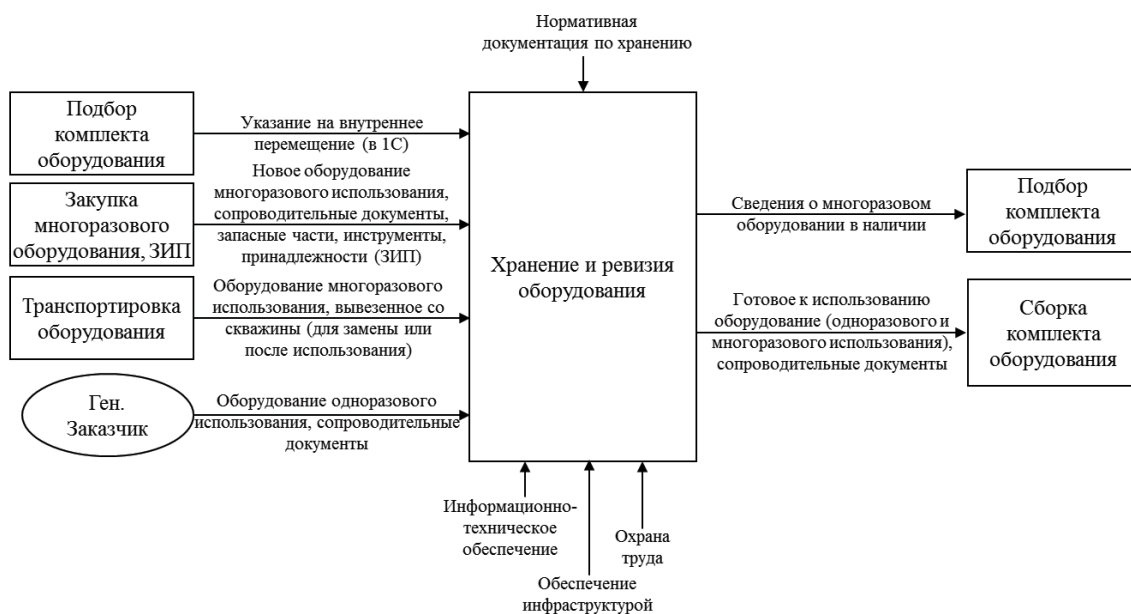 Нормативная
документация по хранению
Подбор
комплекта
оборудования
Указание на внутреннее
перемещение (в 1С)
Закупка
многоразового
оборудования, ЗИП
Новое оборудование
многоразового использования,
сопроводительные документы,
запасные части, инструменты,
принадлежности (ЗИП)
Транспортировка
оборудования
Оборудование многоразового
использования, вывезенное со
скважины (для замены или
после использования)
Ген.
Заказчик
Оборудование одноразового
использования, сопроводительные
документы
Хранение и ревизия
оборудования
Сведения о многоразовом
оборудовании в наличии
Подбор
комплекта
оборудования
Готовое к использованию
оборудование (одноразового и
многоразового использования),
сопроводительные документы
Сборка
комплекта
оборудования
Информационно-
техническое
обеспечение
Обеспечение
инфраструктурой
Охрана
труда